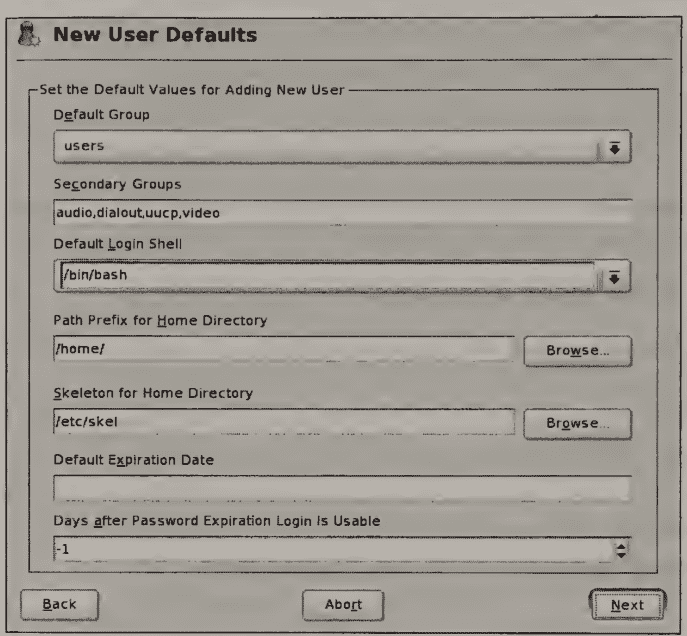 New User Defaults
Set the Default Values for Adding New User
Default Group
users
Secondary Groups
audio,dialout,uucp,video
Default Login Shell
/bin/bash
Path Prefix for Home Directory
/home/
Browse...
Skeleton for Home Directory
/etc/skel
Browse...
Default Expiration Date
Days after Password Expiration Login Is Usable
-1
Back
Abort
Next